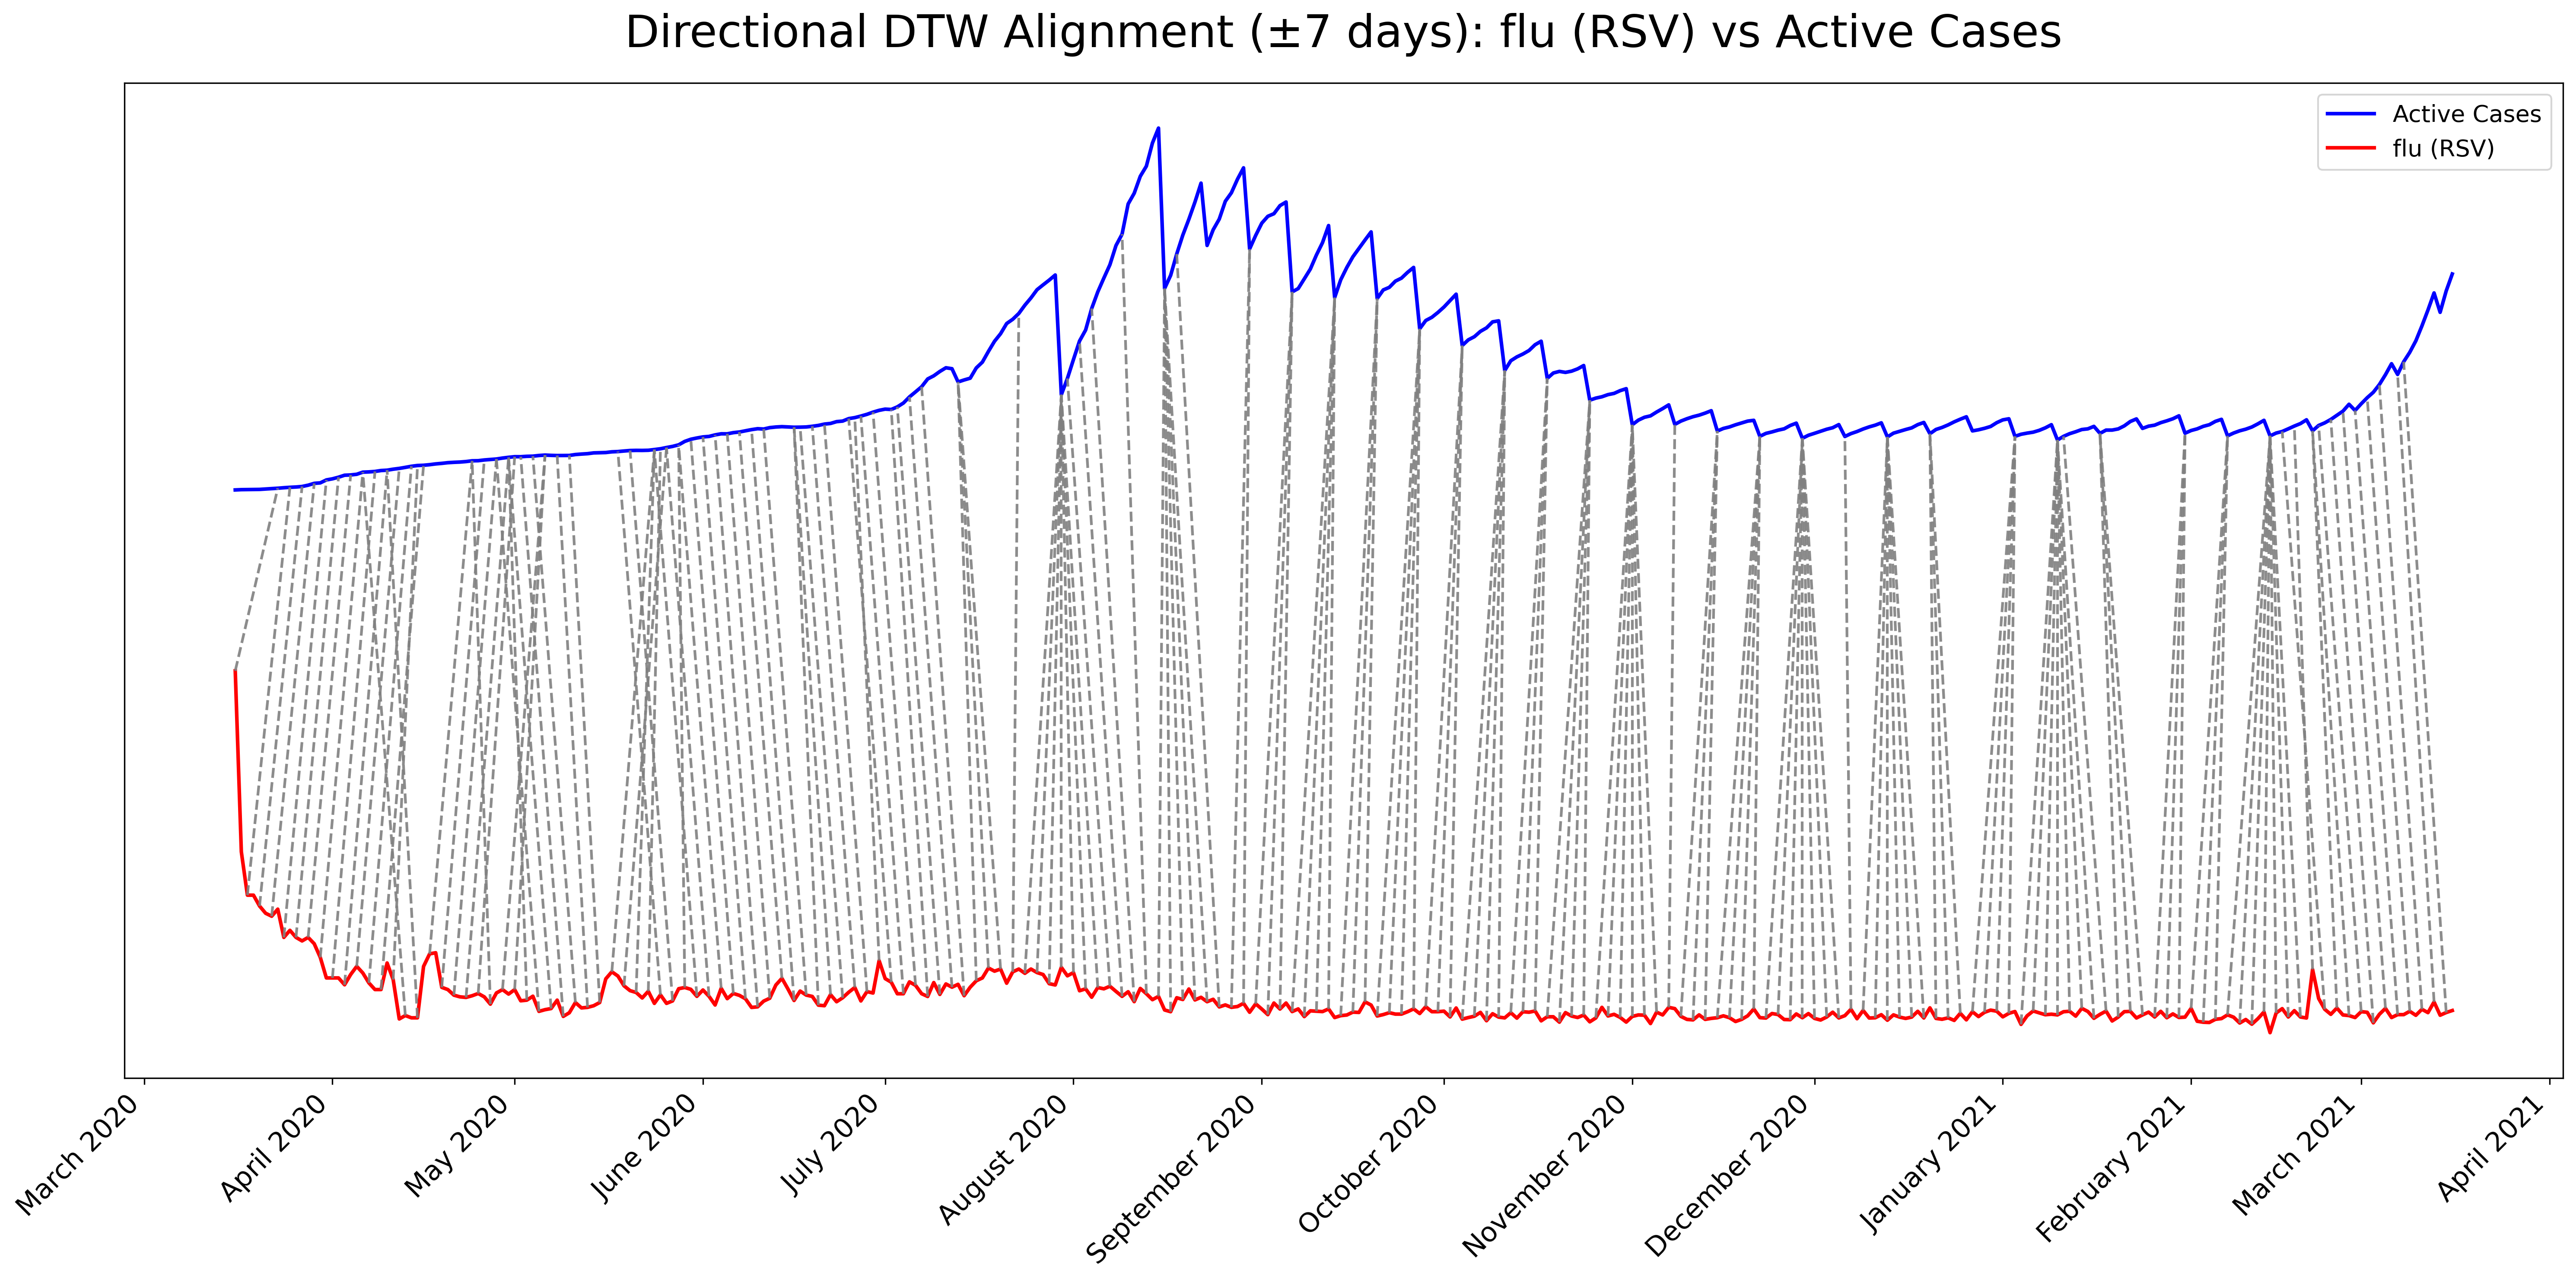 Directional DTW Alignment (±7 days): flu (RSV) vs Active Cases
Active Cases
flu (RSV)
March 2020
April 2020
May 2020
June 2020
July 2020
August 2020
September 2020
October 2020
November 2020
December 2020
January 2021
February 2021
March 2021
April 2021